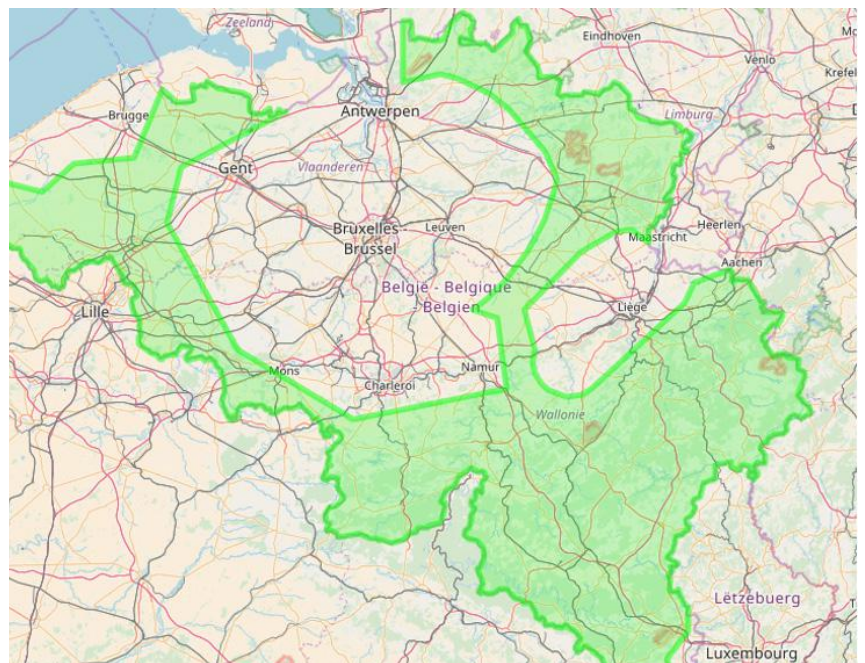 Zeeland
Eindhoven
Venlo
Krefel
Brugge
Antwerpen
Limburg
Gent
Vlaanderen
Bruxelles -
Brussel
Leuven
Maastricht
Heerlen
Aachen
België - Belgique
- Belgien
Lille
Liège
Mons
Namur
Charleroi
Wallonie
Lëtzebuerg
Luxembourg